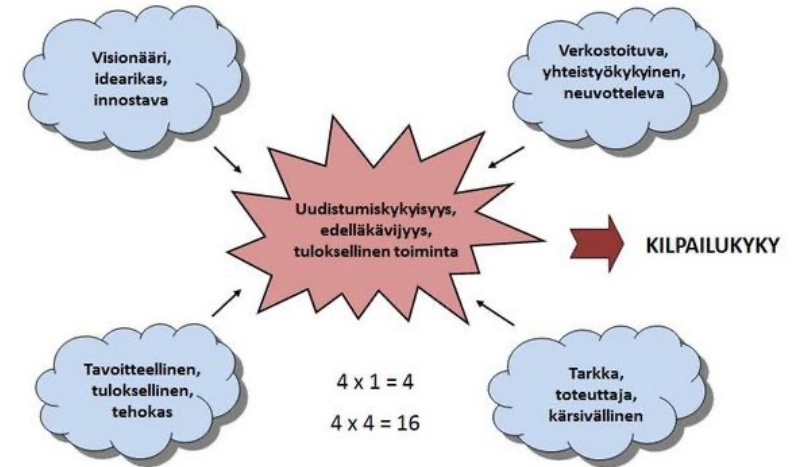 Visionääri,
idearikas,
innostava
Verkostoituva,
yhteistyökykyinen,
neuvotteleva
Uudistumiskykyisyys,
edelläkävijyys,
tuloksellinen toiminta
KILPAILUKYKY
Tavoitteellinen,
tuloksellinen,
tehokas
4 x 1 = 4
4 x 4 = 16
Tarkka,
toteuttaja,
kärsivällinen